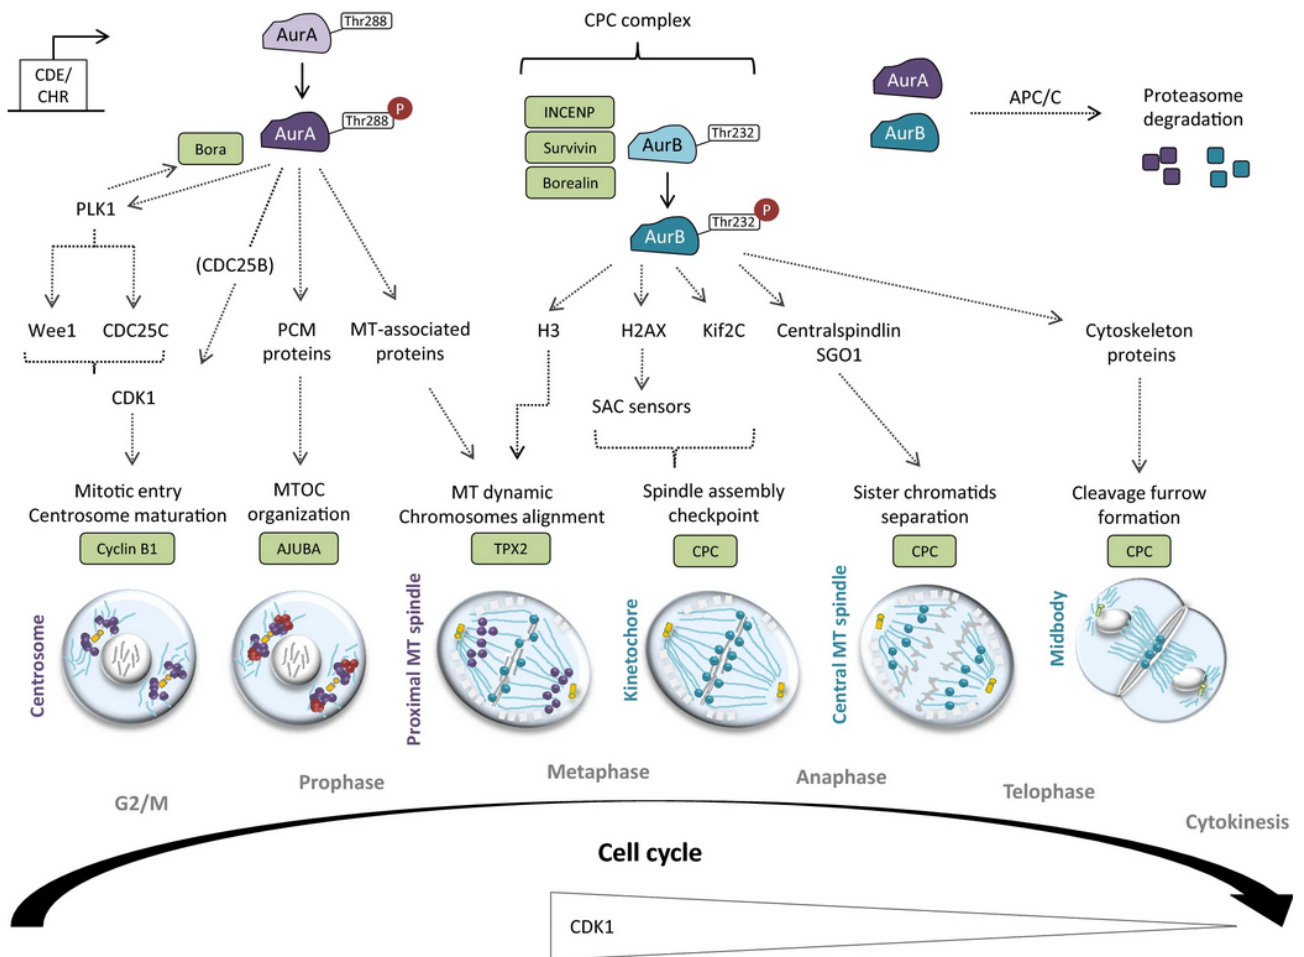 CDE/
CHR
AurA
Thr288
AurA
Thr288
P
Bora
PLK1
(CDC25B)
Wee1
CDC25C
PCM
proteins
MT-associated
proteins
CDK1
CPC complex
INCENP
Survivin
Borealin
AurB
Thr232
AurB
Thr232
P
H3
H2AX
Kif2C
Centralspindlin
SGO1
Cytoskeleton
proteins
SAC sensors
AurA
AurB
APC/C
Proteasome
degradation
Mitotic entry
Centrosome maturation
Cyclin B1
MTOC
organization
AJUBA
MT dynamic
Chromosomes alignment
TPX2
Spindle assembly
checkpoint
CPC
Sister chromatids
separation
CPC
Cleavage furrow
formation
CPC
Centrosome
Proximal MT spindle
Kinetochore
Central MT spindle
Midbody
G2/M
Prophase
Metaphase
Anaphase
Telophase
Cytokinesis
Cell cycle
CDK1